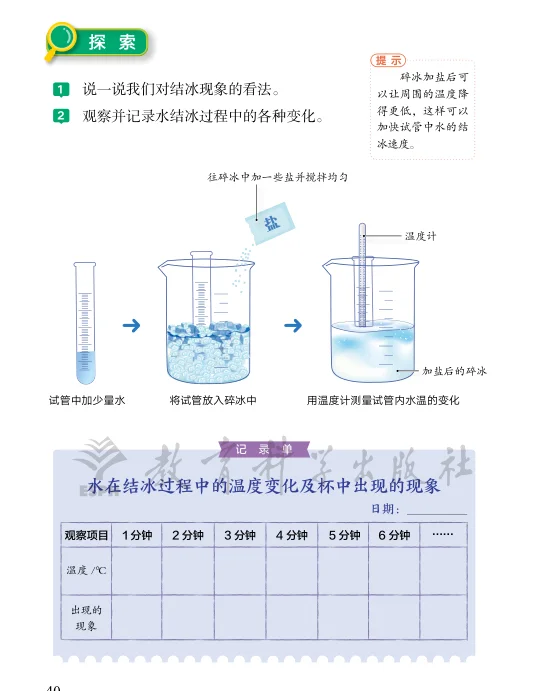 探 索
提 示
碎冰加盐后可
以让周围的温度降
得更低，这样可以
加快试管中水的结
冰速度。
1 说一说我们对结冰现象的看法。
2 观察并记录水结冰过程中的各种变化。
往碎冰中加一些盐并搅拌均匀
盐
温度计
加盐后的碎冰
试管中加少量水
将试管放入碎冰中
用温度计测量试管内水温的变化
记 录 单
教育科学出版社
ESPH
水在结冰过程中的温度变化及杯中出现的现象
日期：
观察项目 1分钟 2分钟 3分钟 4分钟 5分钟 6分钟 ……
温度 /℃
出现的
现象
40